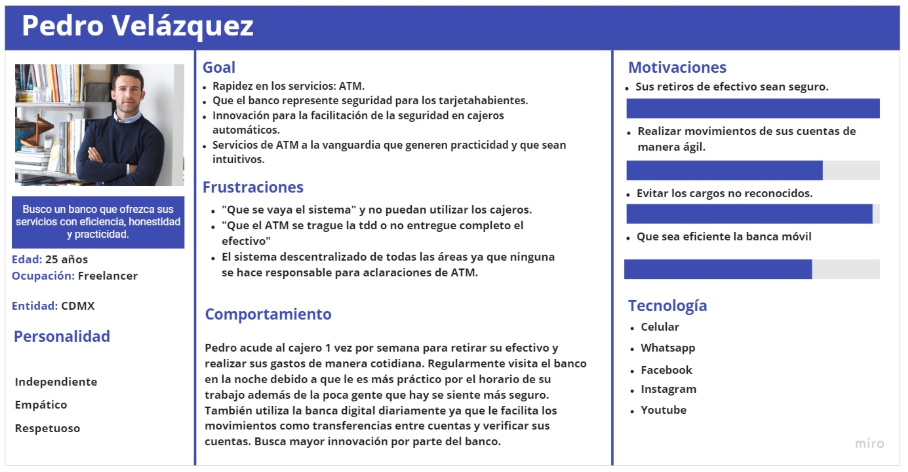 Pedro Velázquez
Busco un banco que ofrezca sus
servicios con eficiencia, honestidad
y practicidad.
Edad: 25 años
Ocupación: Freelancer
Entidad: CDMX
Personalidad
Independiente
Empático
Respetuoso
Goal
• Rapidez en los servicios: ATM.
• Que el banco represente seguridad para los tarjetahabientes.
• Innovación para la facilitación de la seguridad en cajeros
automáticos.
• Servicios de ATM a la vanguardia que generen practicidad y que sean
intuitivos.
Frustraciones
• "Que se vaya el sistema" y no puedan utilizar los cajeros.
• "Que el ATM se trague la tdd o no entregue completo el
efectivo"
• El sistema descentralizado de todas las áreas ya que ninguna
se hace responsable para aclaraciones de ATM.
Comportamiento
Pedro acude al cajero 1 vez por semana para retirar su efectivo y
realizar sus gastos de manera cotidiana. Regularmente visita el banco
en la noche debido a que le es más práctico por el horario de su
trabajo además de la poca gente que hay se siente más seguro.
También utiliza la banca digital diariamente ya que le facilita los
movimientos como transferencias entre cuentas y verificar sus
cuentas. Busca mayor innovación por parte del banco.
Motivaciones
• Sus retiros de efectivo sean seguro.
• Realizar movimientos de sus cuentas de
manera ágil.
• Evitar los cargos no reconocidos.
• Que sea eficiente la banca móvil
Tecnología
• Celular
• Whatsapp
• Facebook
• Instagram
• Youtube
miro